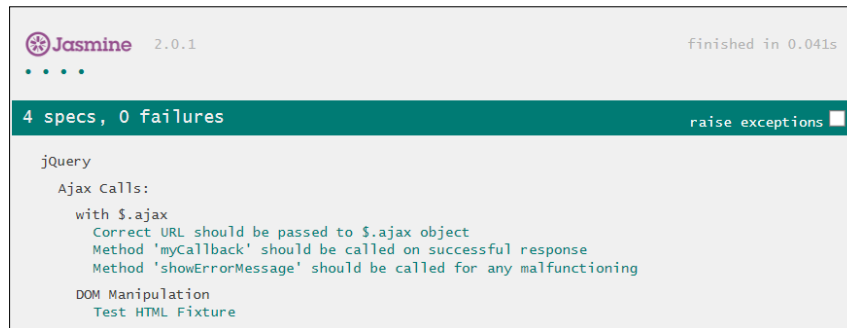 Jasmine 2.0.1 finished in 0.041s
4 specs, 0 failures raise exceptions
jQuery
Ajax Calls:
with $.ajax
Correct URL should be passed to $.ajax object
Method 'myCallback' should be called on successful response
Method 'showErrorMessage' should be called for any malfunctioning
DOM Manipulation
Test HTML Fixture